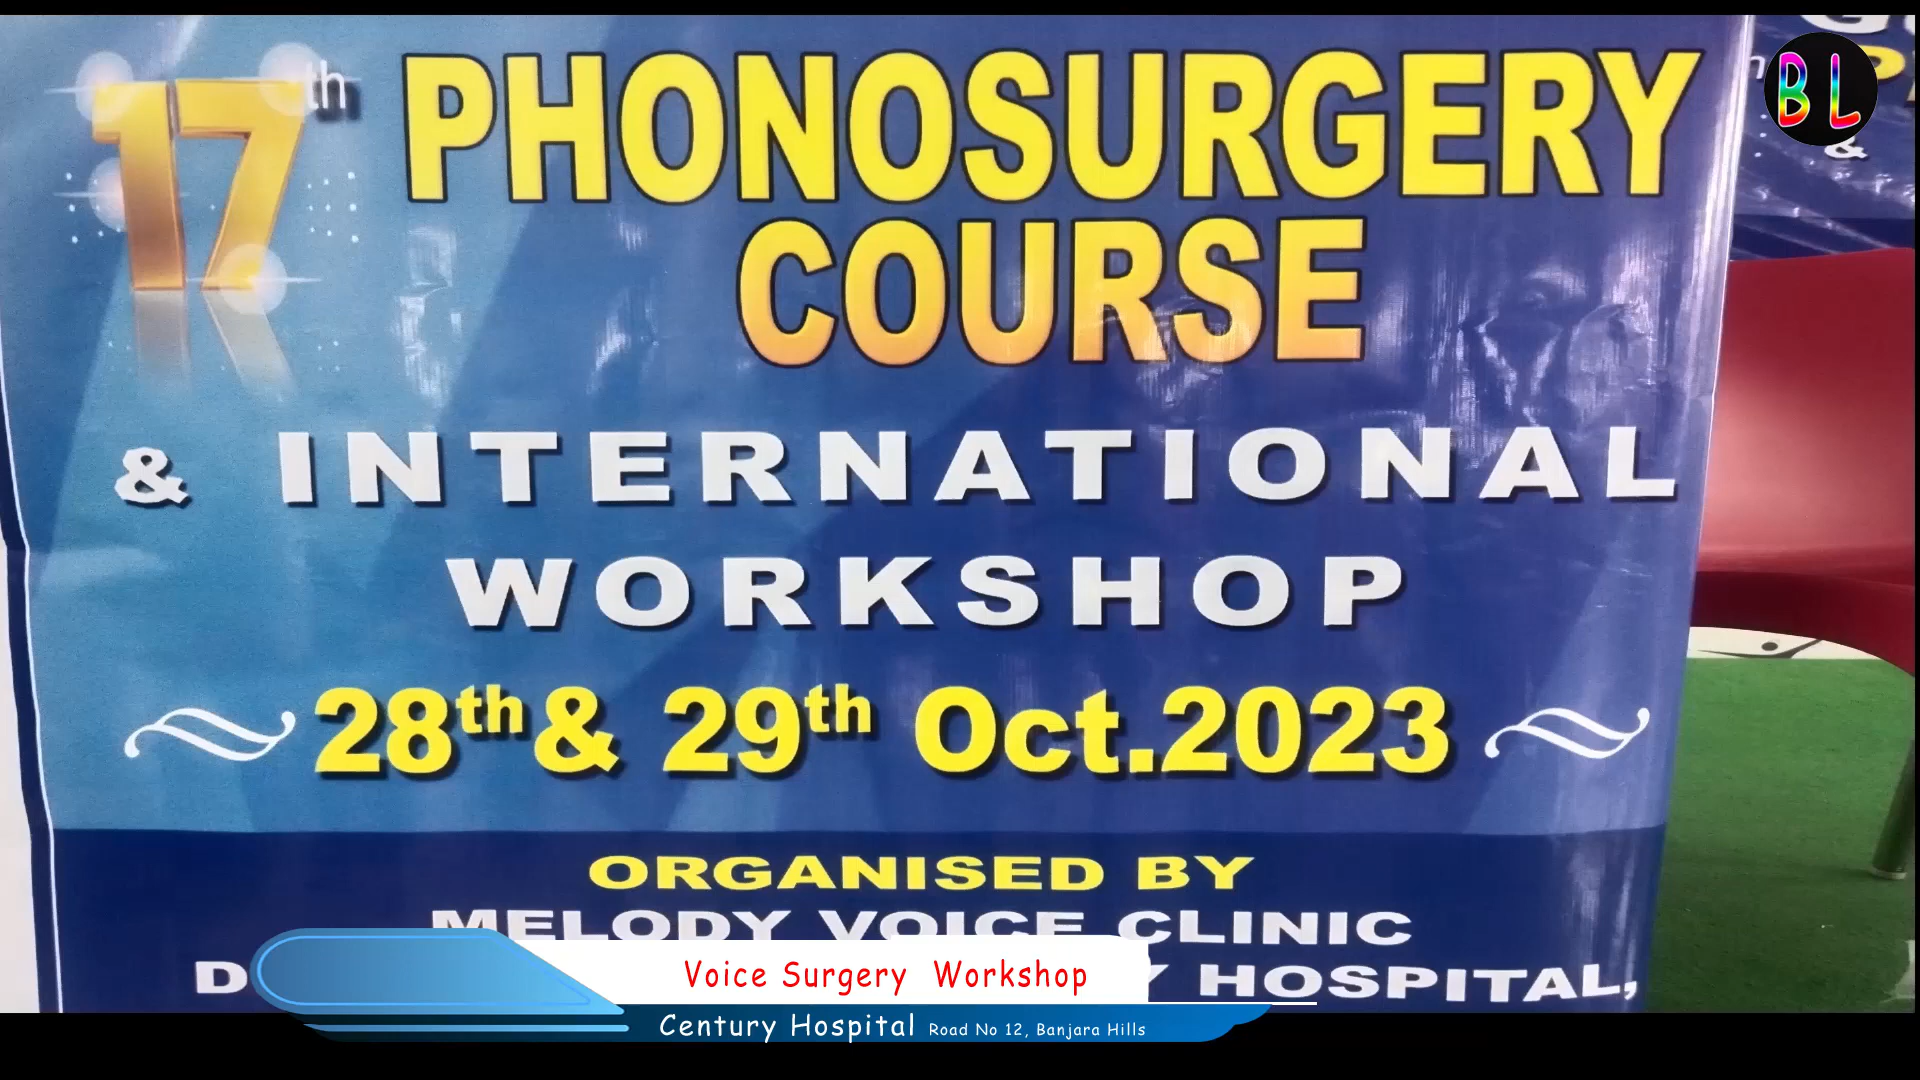 17th PHONOSURGERY
COURSE
& INTERNATIONAL
WORKSHOP
28th & 29th Oct.2023
ORGANISED BY
MELODY VOICE CLINIC
HOSPITAL,
BL
&
Voice Surgery Workshop
Century Hospital Road No 12, Banjara Hills